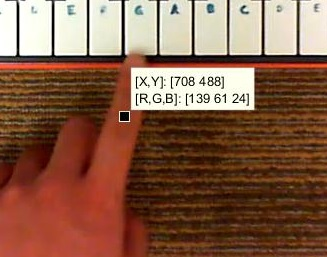 E F G A B C D E
[X,Y]: [708 488]
[R,G,B]: [139 61 24]